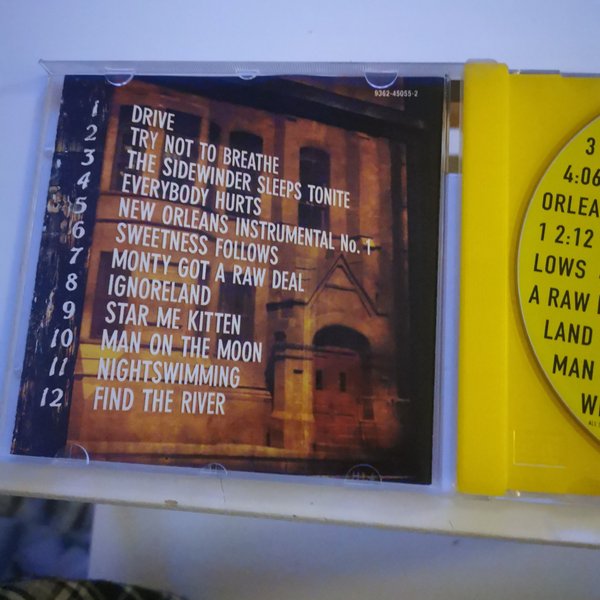 9362-45055-2
1 DRIVE
2 TRY NOT TO BREATHE
3 THE SIDEWINDER SLEEPS TONITE
4 EVERYBODY HURTS
5 NEW ORLEANS INSTRUMENTAL No. 1
6 SWEETNESS FOLLOWS
7 MONTY GOT A RAW DEAL
8 IGNORELAND
9 STAR ME KITTEN
10 MAN ON THE MOON
11 NIGHTSWIMMING
12 FIND THE RIVER
3
4:06
ORLEA
1 2:12
LOWS
A RAW
LAND
MAN
W